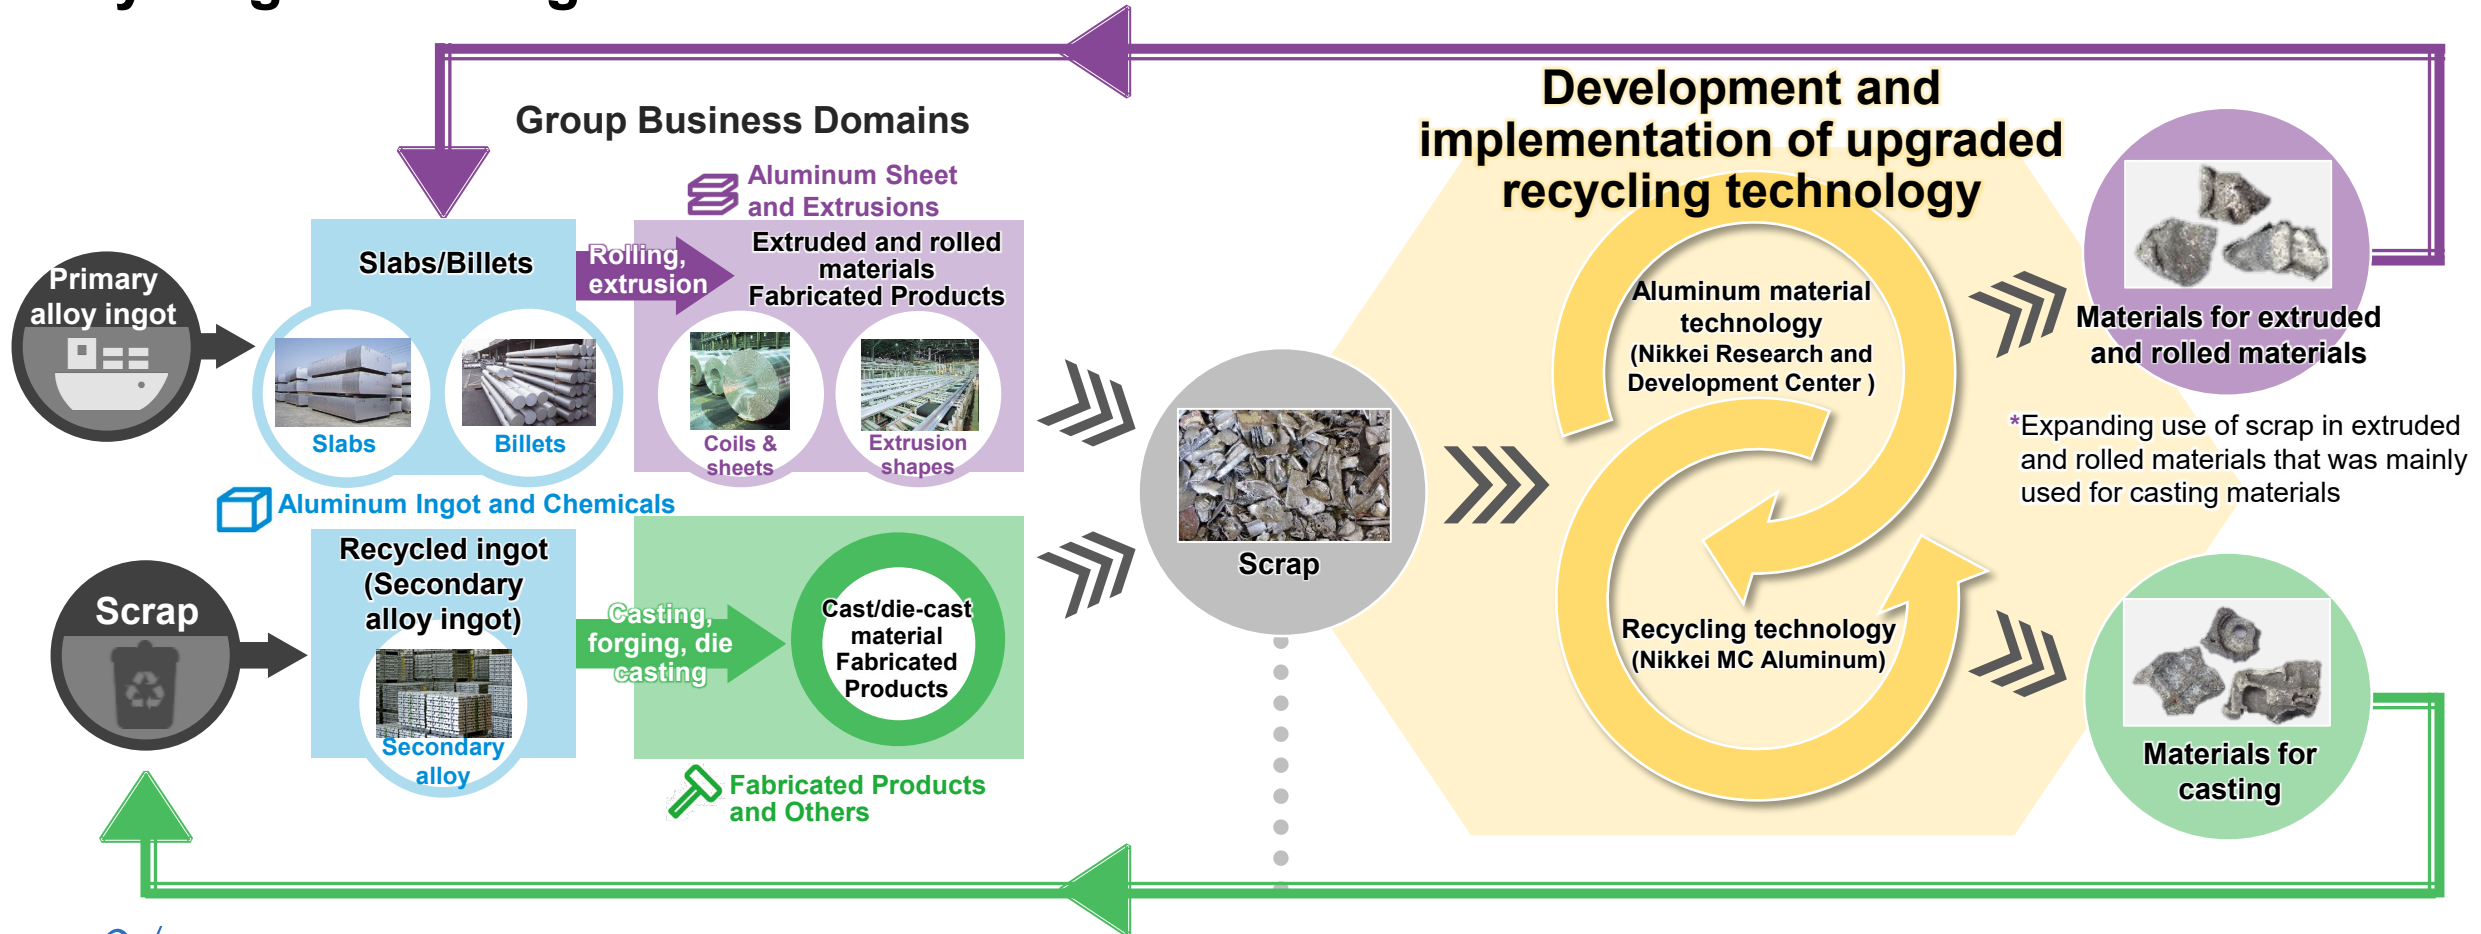 Group Business Domains
Development and
implementation of upgraded
recycling technology
Aluminum Sheet
and Extrusions
Primary
alloy ingot
Slabs/Billets
Rolling,
extrusion
Extruded and rolled
materials
Fabricated Products
Slabs
Billets
Coils &
sheets
Extrusion
shapes
Aluminum Ingot and Chemicals
Scrap
Recycled ingot
(Secondary
alloy ingot)
Secondary
alloy
Casting,
forging, die
casting
Cast/die-cast
material
Fabricated
Products
Fabricated Products
and Others
Scrap
Aluminum material
technology
(Nikkei Research and
Development Center )
Recycling technology
(Nikkei MC Aluminum)
Materials for extruded
and rolled materials
*Expanding use of scrap in extruded
and rolled materials that was mainly
used for casting materials
Materials for
casting